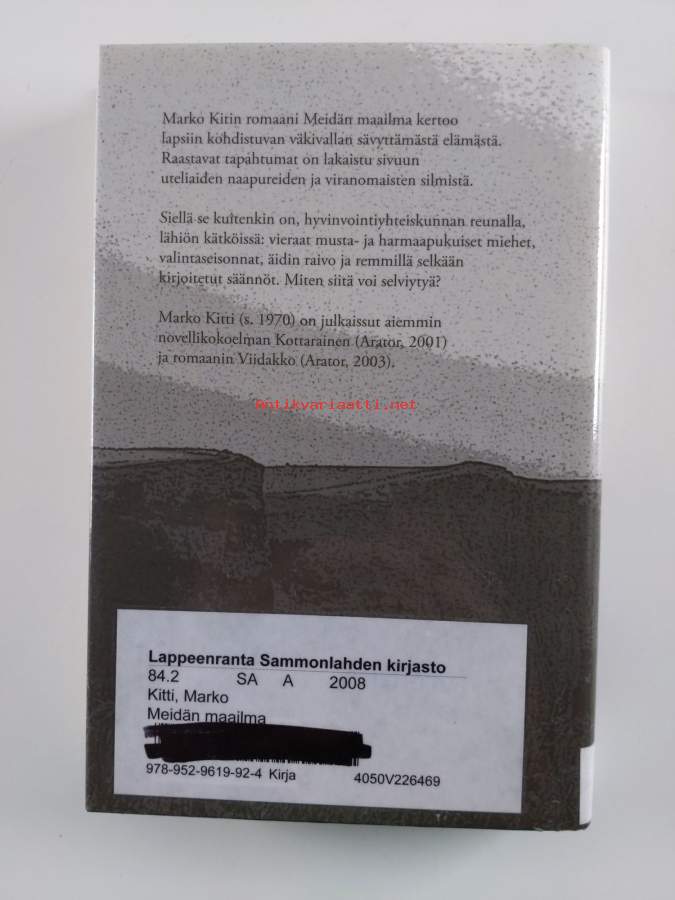 Marko Kitin romaani Meidän maailma kertoo
lapsiin kohdistuvan väkivallan sävyttämästä elämästä.
Raastavat tapahtumat on lakaistu sivuun
uteliaiden naapureiden ja viranomaisten silmistä.
Siellä se kuitenkin on, hyvinvointiyhteiskunnan reunalla,
lähiön kätköissä: vieraat musta- ja harmaapukuiset miehet,
valintaseisonnat, äidin raivo ja remmillä selkään
kirjoitetut säännöt. Miten siitä voi selviytyä?
Marko Kitti (s. 1970) on julkaissut aiemmin
novellikokoelman Kottarainen (Arator, 2001)
ja romaanin Viidakko (Arator, 2003).
Antikvariaatti.net
Lappeenranta Sammonlahden kirjasto
84.2 SA A 2008
Kitti, Marko
Meidän maailma
978-952-9619-92-4 Kirja 4050V226469